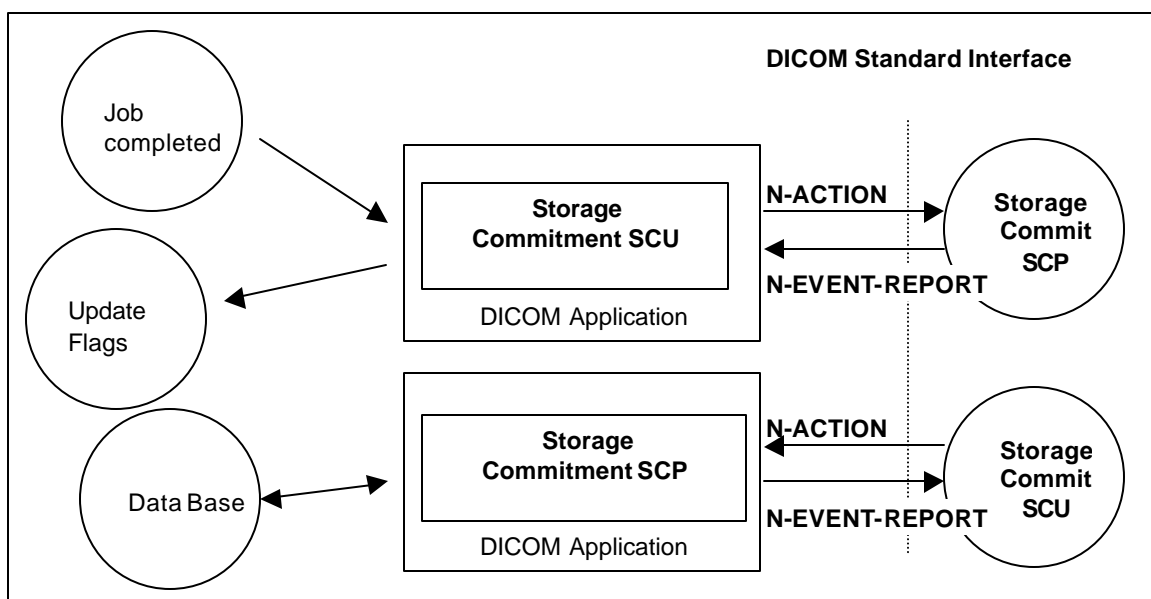 DICOM Standard Interface
Job
completed
Storage
Commitment SCU
DICOM Application
N-ACTION
N-EVENT-REPORT
Storage
Commit
SCP
Update
Flags
Data Base
Storage
Commitment SCP
DICOM Application
N-ACTION
N-EVENT-REPORT
Storage
Commit
SCU